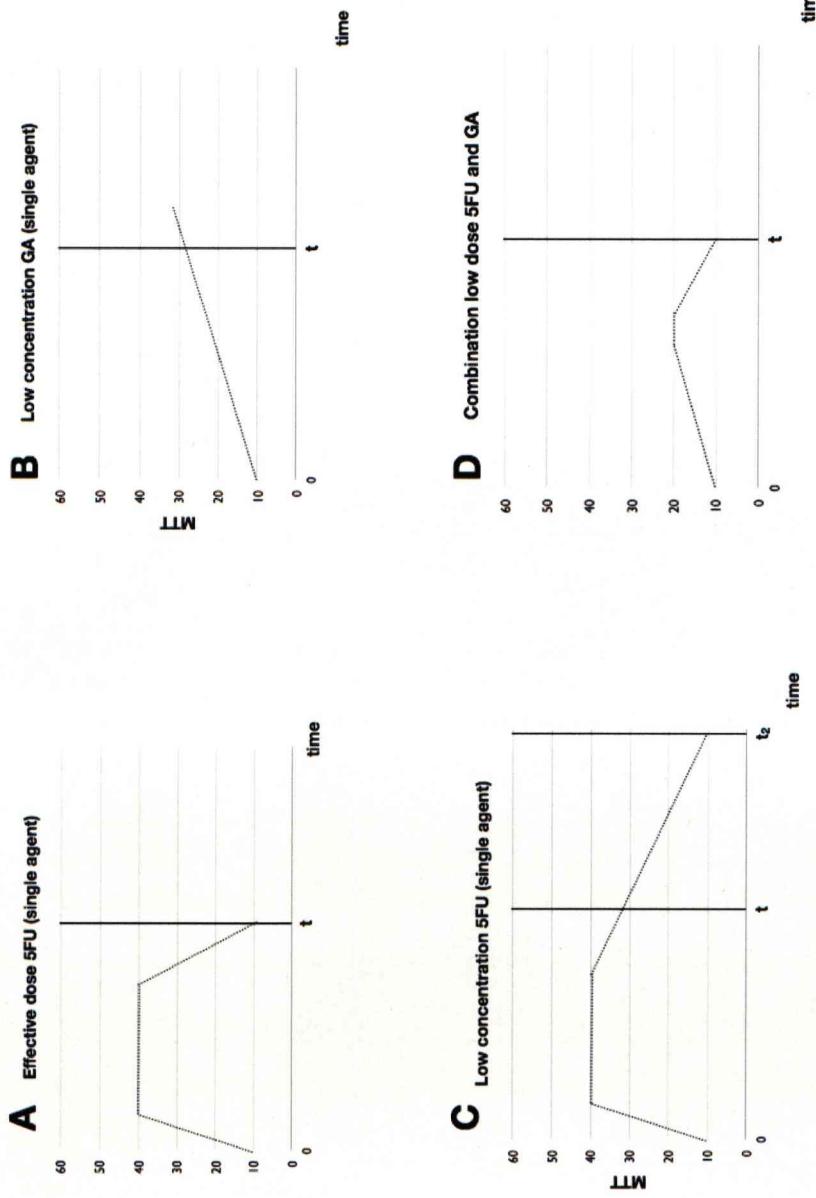 A Effective dose 5FU (single agent)
60
50
40
30
20
10
0
0
t
time
B Low concentration GA (single agent)
MTT
60
50
40
30
20
10
0
0
t
time
C Low concentration 5FU (single agent)
MTT
60
50
40
30
20
10
0
0
t
t2
time
D Combination low dose 5FU and GA
60
50
40
30
20
10
0
0
t
tim